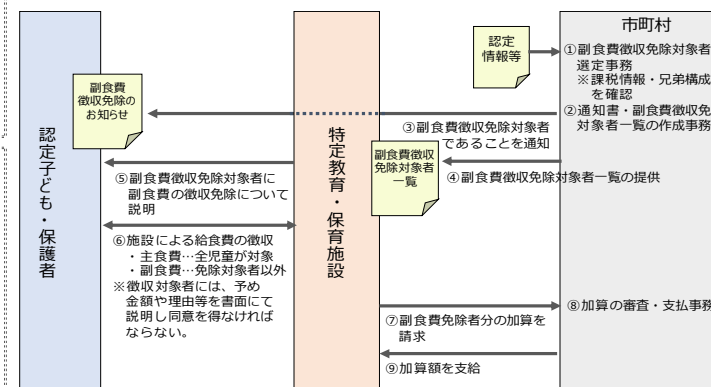 市町村
認定
情報等
①副食費徴収免除対象者
選定事務
※課税情報・兄弟構成
を確認
②通知書・副食費徴収免
対象者一覧の作成事務
副食費
徴収免除の
お知らせ
③副食費徴収免除対象者
であることを通知
副食費徴収
免除対象者
一覧
④副食費徴収免除対象者一覧の提供
認定子ども・保護者
特定教育・保育施設
⑤副食費徴収免除対象者に
副食費の徴収免除について
説明
⑥施設による給食費の徴収
・主食費…全児童が対象
・副食費…免除対象者以外
※徴収対象者には、予め
金額や理由等を書面にて
説明し同意を得なければ
ならない。
⑦副食費免除者分の加算を
請求
⑧加算の審査・支払事務
⑨加算額を支給